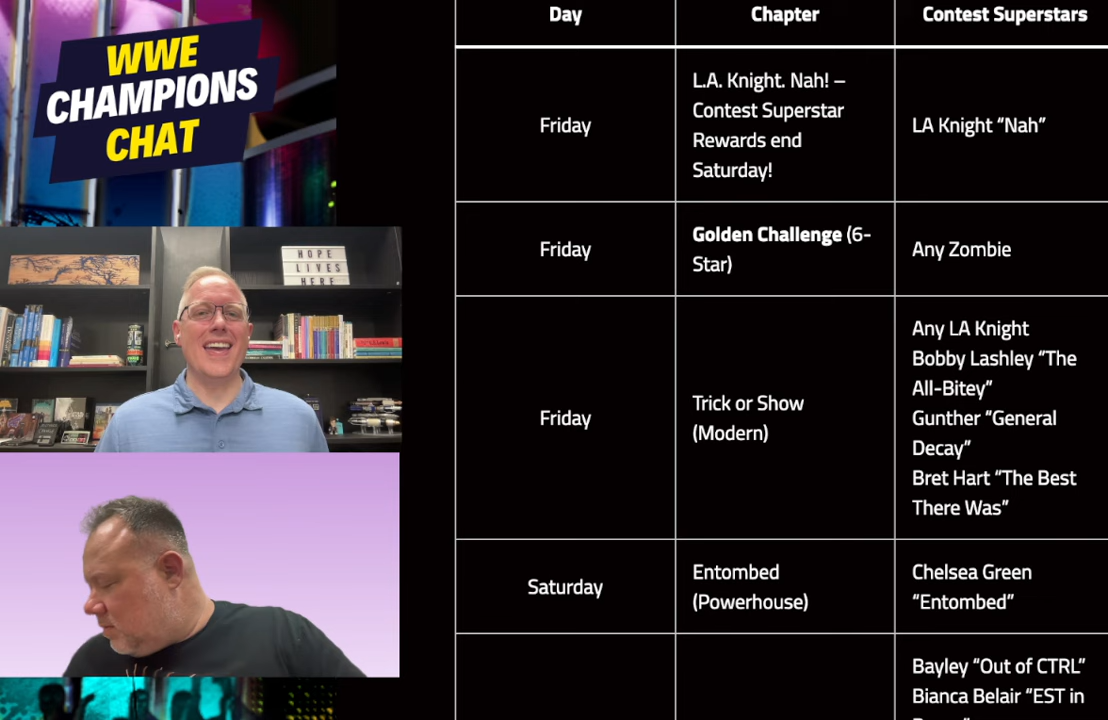 WWE
CHAMPIONS
CHAT
HOPE
LIVES
HERE
Day
Chapter
Contest Superstars
Friday
L.A. Knight. Nah! –
Contest Superstar
Rewards end
Saturday!
LA Knight “Nah”
Friday
Golden Challenge (6-
Star)
Any Zombie
Friday
Trick or Show
(Modern)
Any LA Knight
Bobby Lashley “The
All-Bitey”
Gunther “General
Decay”
Bret Hart “The Best
There Was”
Saturday
Entombed
(Powerhouse)
Chelsea Green
“Entombed”
Bayley “Out of CTRL”
Bianca Belair “EST in